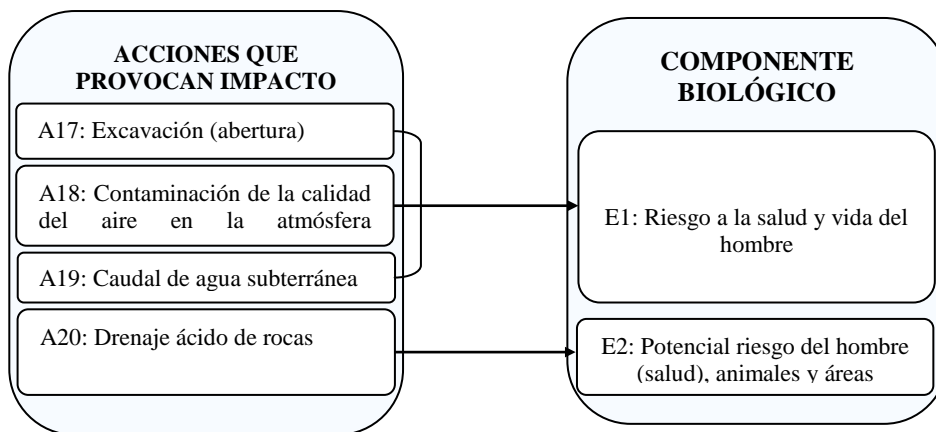 ACCIONES QUE
PROVOCAN IMPACTO
A17: Excavación (abertura)
A18: Contaminación de la calidad
del aire en la atmósfera
A19: Caudal de agua subterránea
A20: Drenaje ácido de rocas
COMPONENTE
BIOLÓGICO
E1: Riesgo a la salud y vida del
hombre
E2: Potencial riesgo del hombre
(salud), animales y áreas